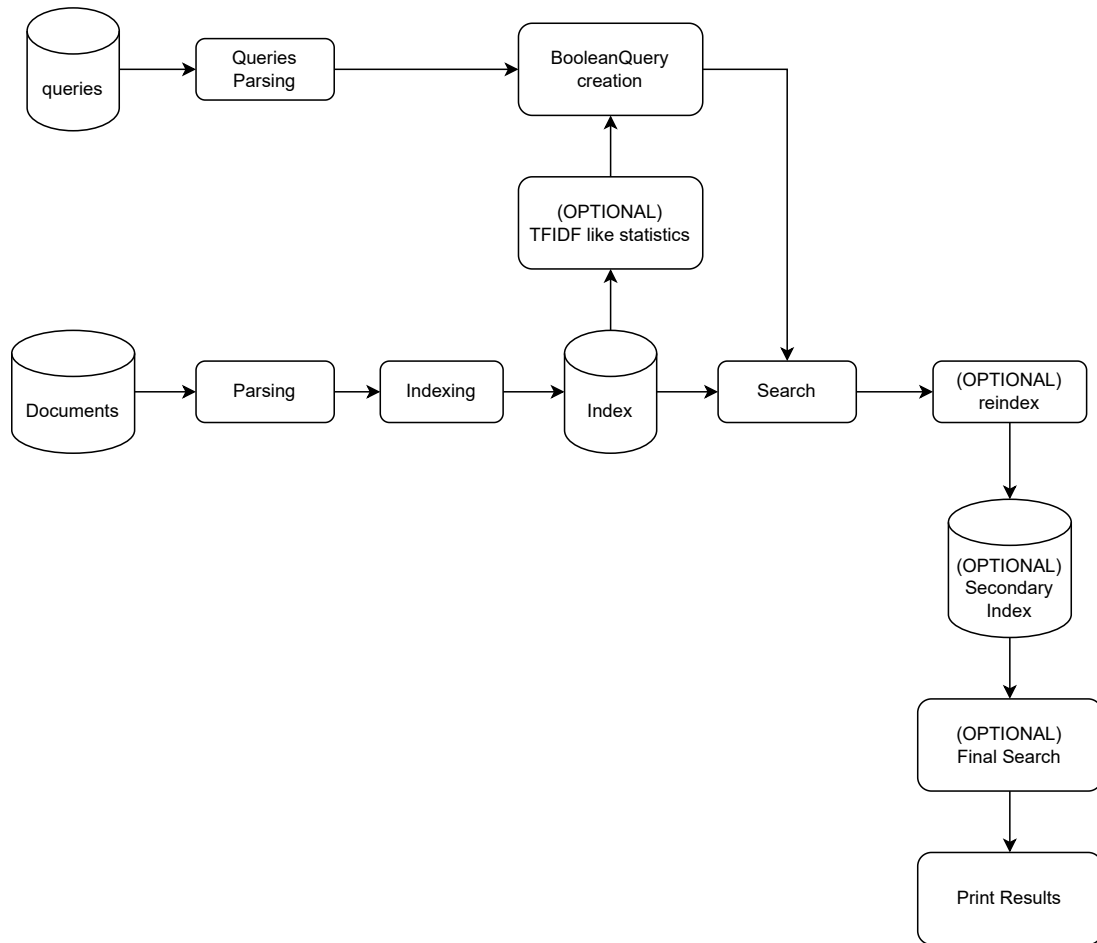 queries
Queries
Parsing
BooleanQuery
creation
(OPTIONAL)
TFIDF like statistics
Documents
Parsing
Indexing
Index
Search
(OPTIONAL)
reindex
(OPTIONAL)
Secondary
Index
(OPTIONAL)
Final Search
Print Results